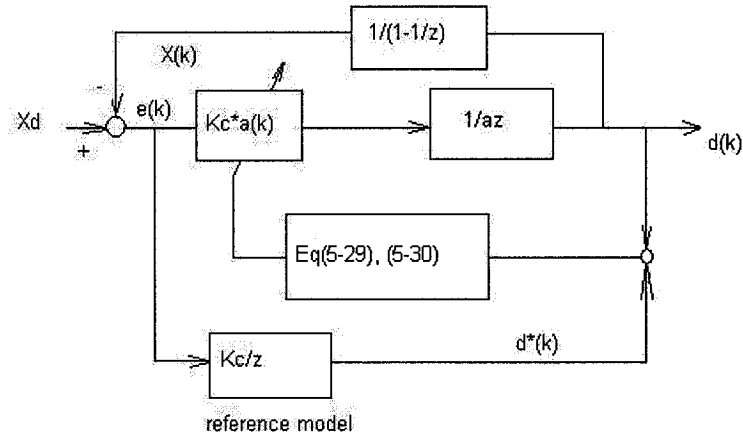 1/(1-1/z)
X(k)
-
e(k)
Xd
+
Kc*a(k)
1/az
d(k)
Eq(5-29), (5-30)
Kc/z
d*(k)
reference model